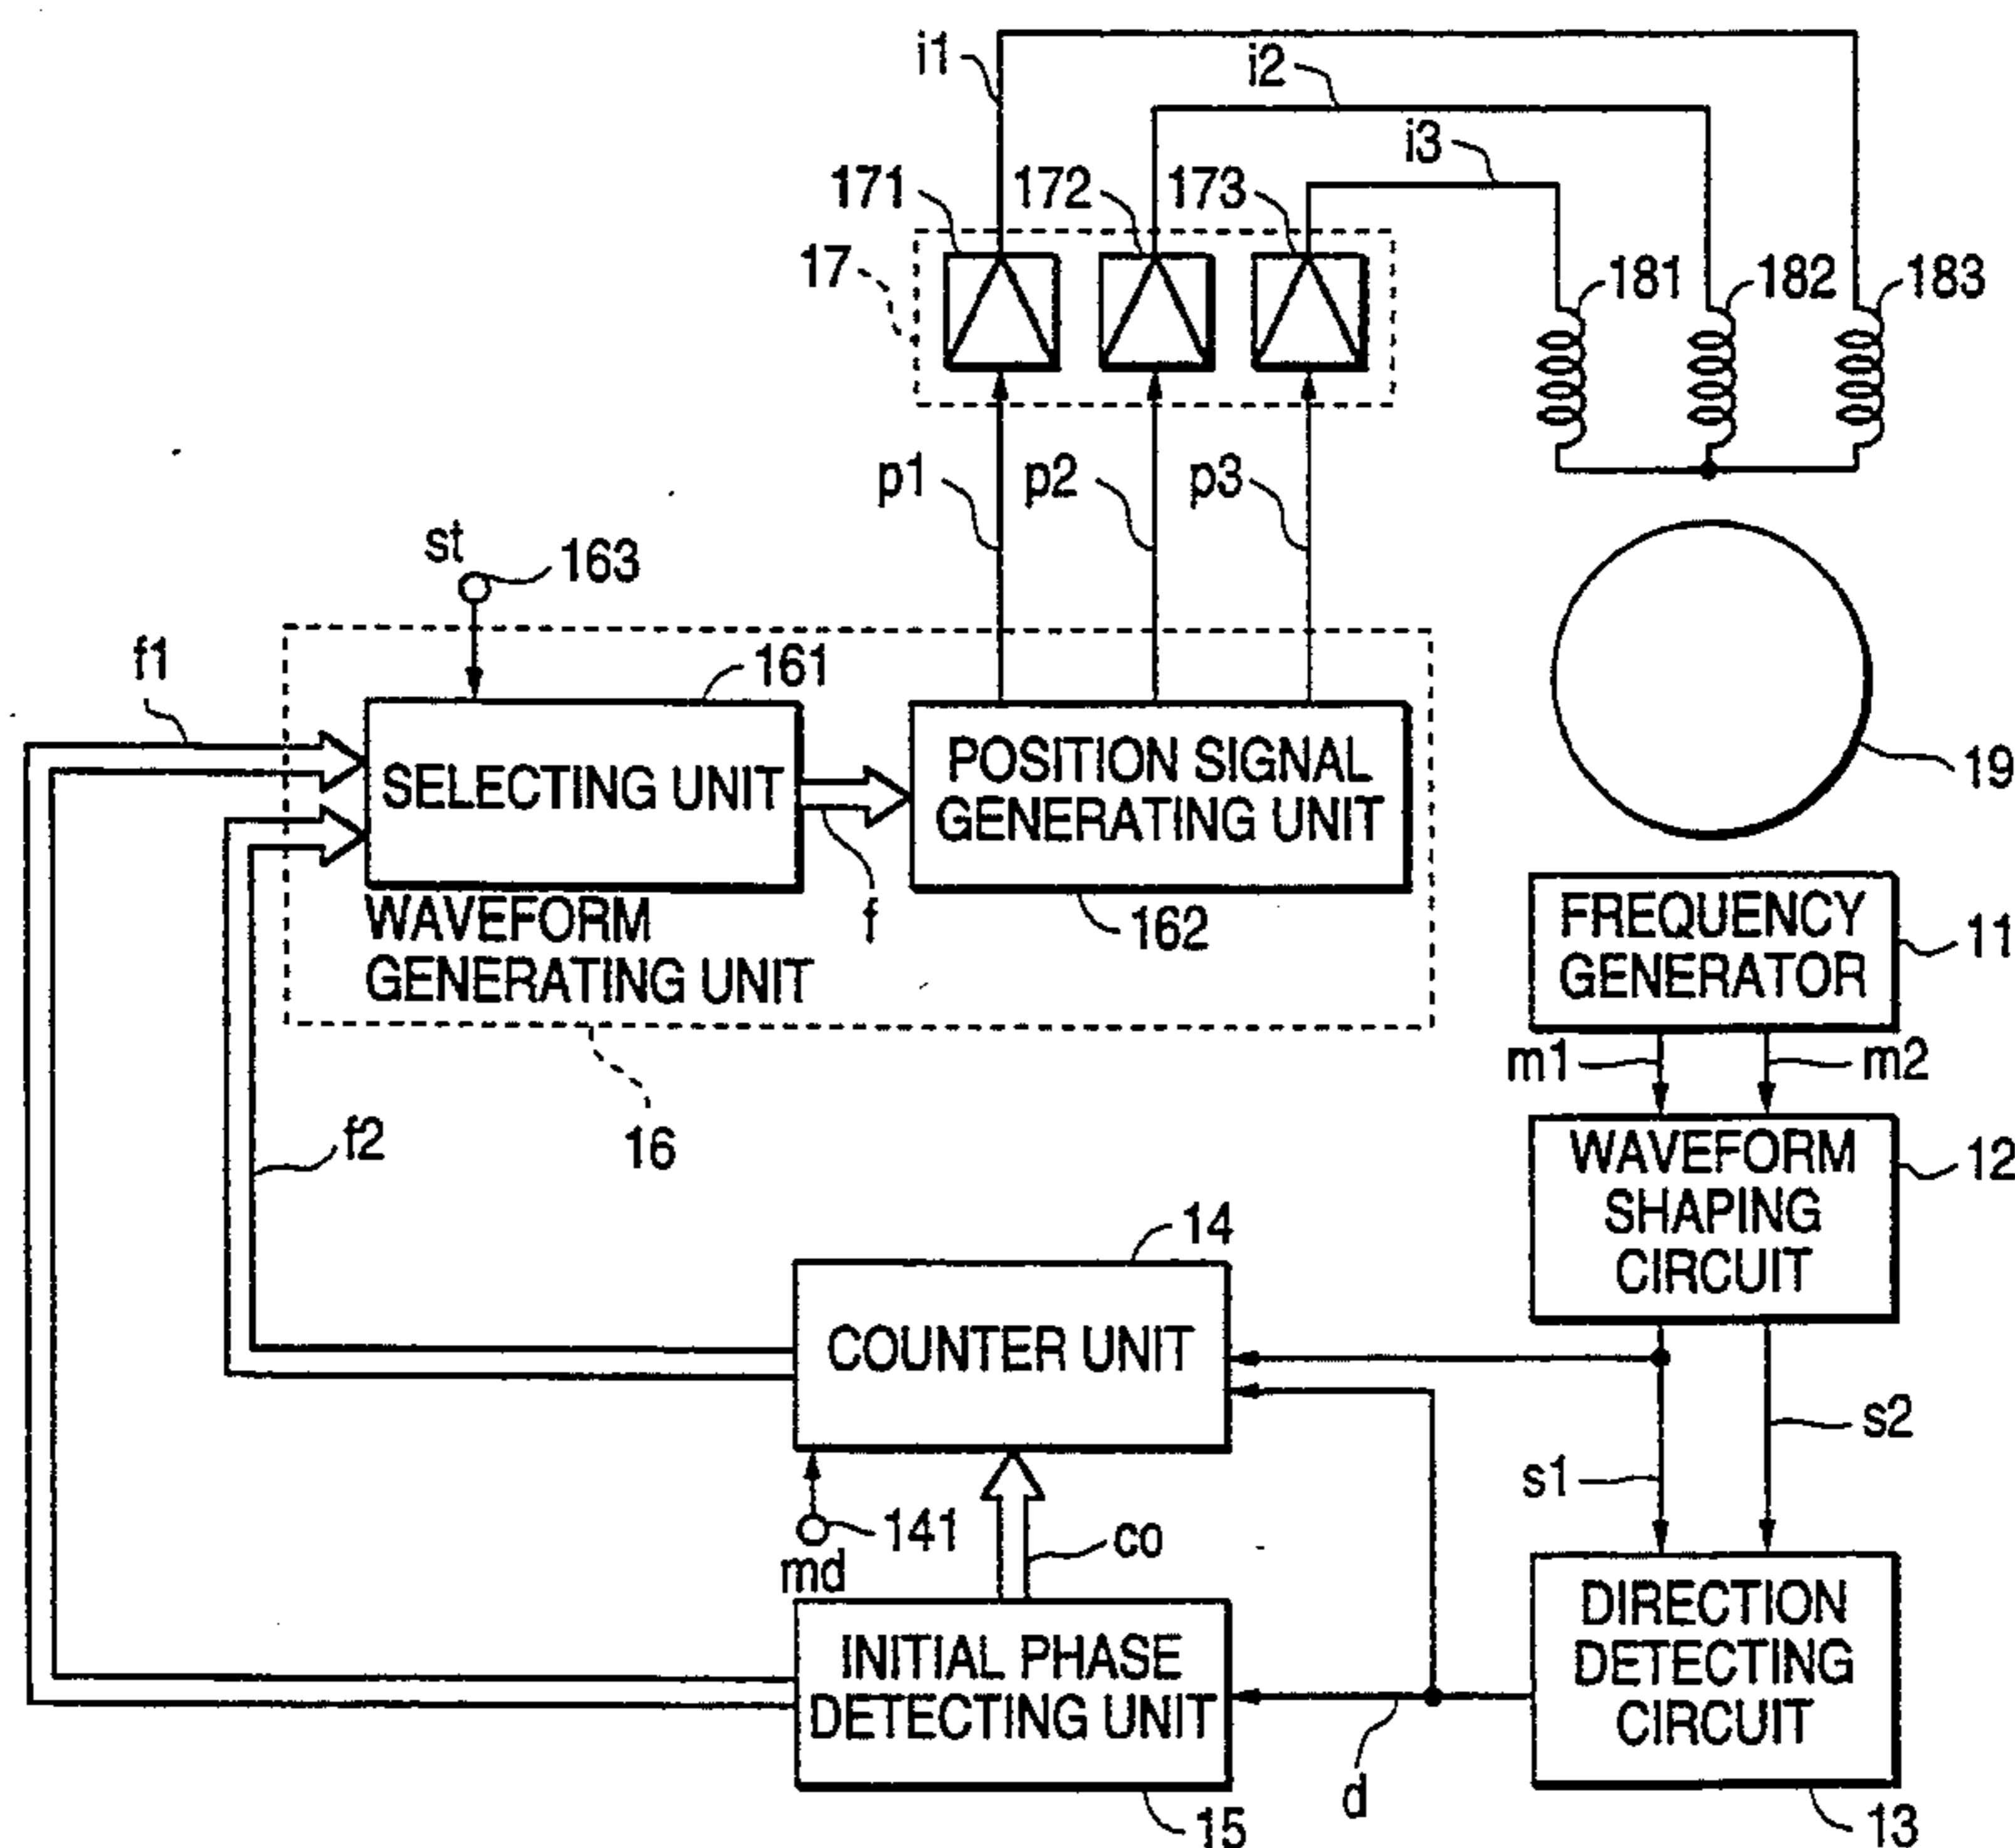 i1
i2
i3
171
172
173
17
181
182
183
p1
p2
p3
st
163
f1
161
SELECTING UNIT
POSITION SIGNAL
GENERATING UNIT
19
WAVEFORM
GENERATING UNIT
f
162
FREQUENCY
GENERATOR
11
m1
m2
16
f2
WAVEFORM
SHAPING
CIRCUIT
12
14
COUNTER UNIT
s2
s1
141
md
co
INITIAL PHASE
DETECTING UNIT
DIRECTION
DETECTING
CIRCUIT
d
15
13